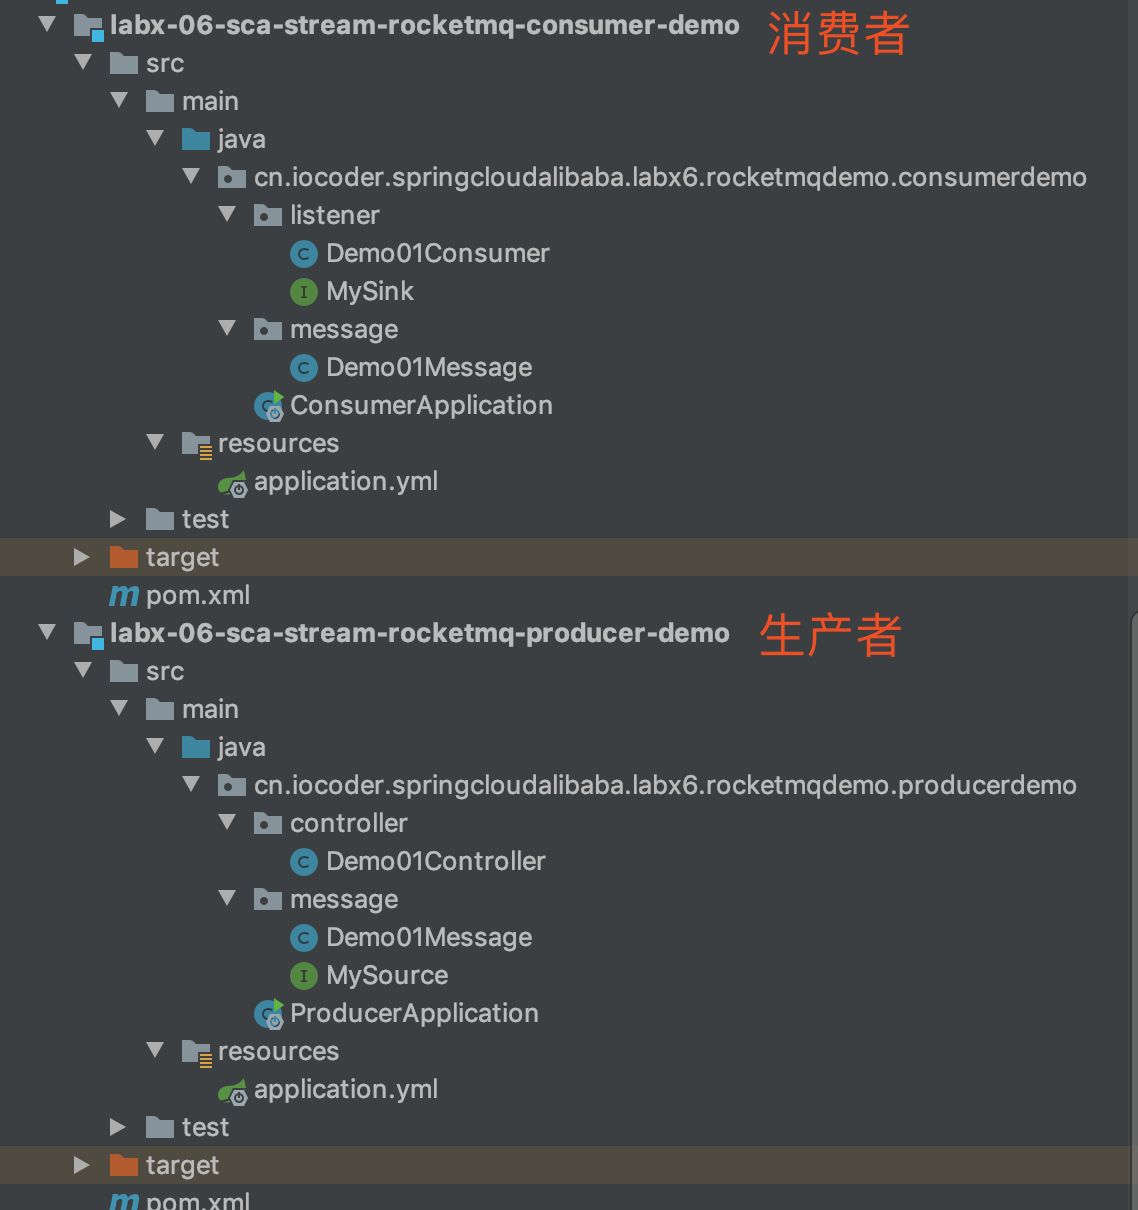 labx-06-sca-stream-rocketmq-consumer-demo 消费者
src
main
java
cn.iocoder.springcloudalibaba.labx6.rocketmqdemo.consumerdemo
listener
C Demo01Consumer
I MySink
message
C Demo01Message
C ConsumerApplication
resources
application.yml
test
target
m pom.xml
labx-06-sca-stream-rocketmq-producer-demo 生产者
src
main
java
cn.iocoder.springcloudalibaba.labx6.rocketmqdemo.producerdemo
controller
C Demo01Controller
message
C Demo01Message
I MySource
C ProducerApplication
resources
application.yml
test
target
m pom.xml